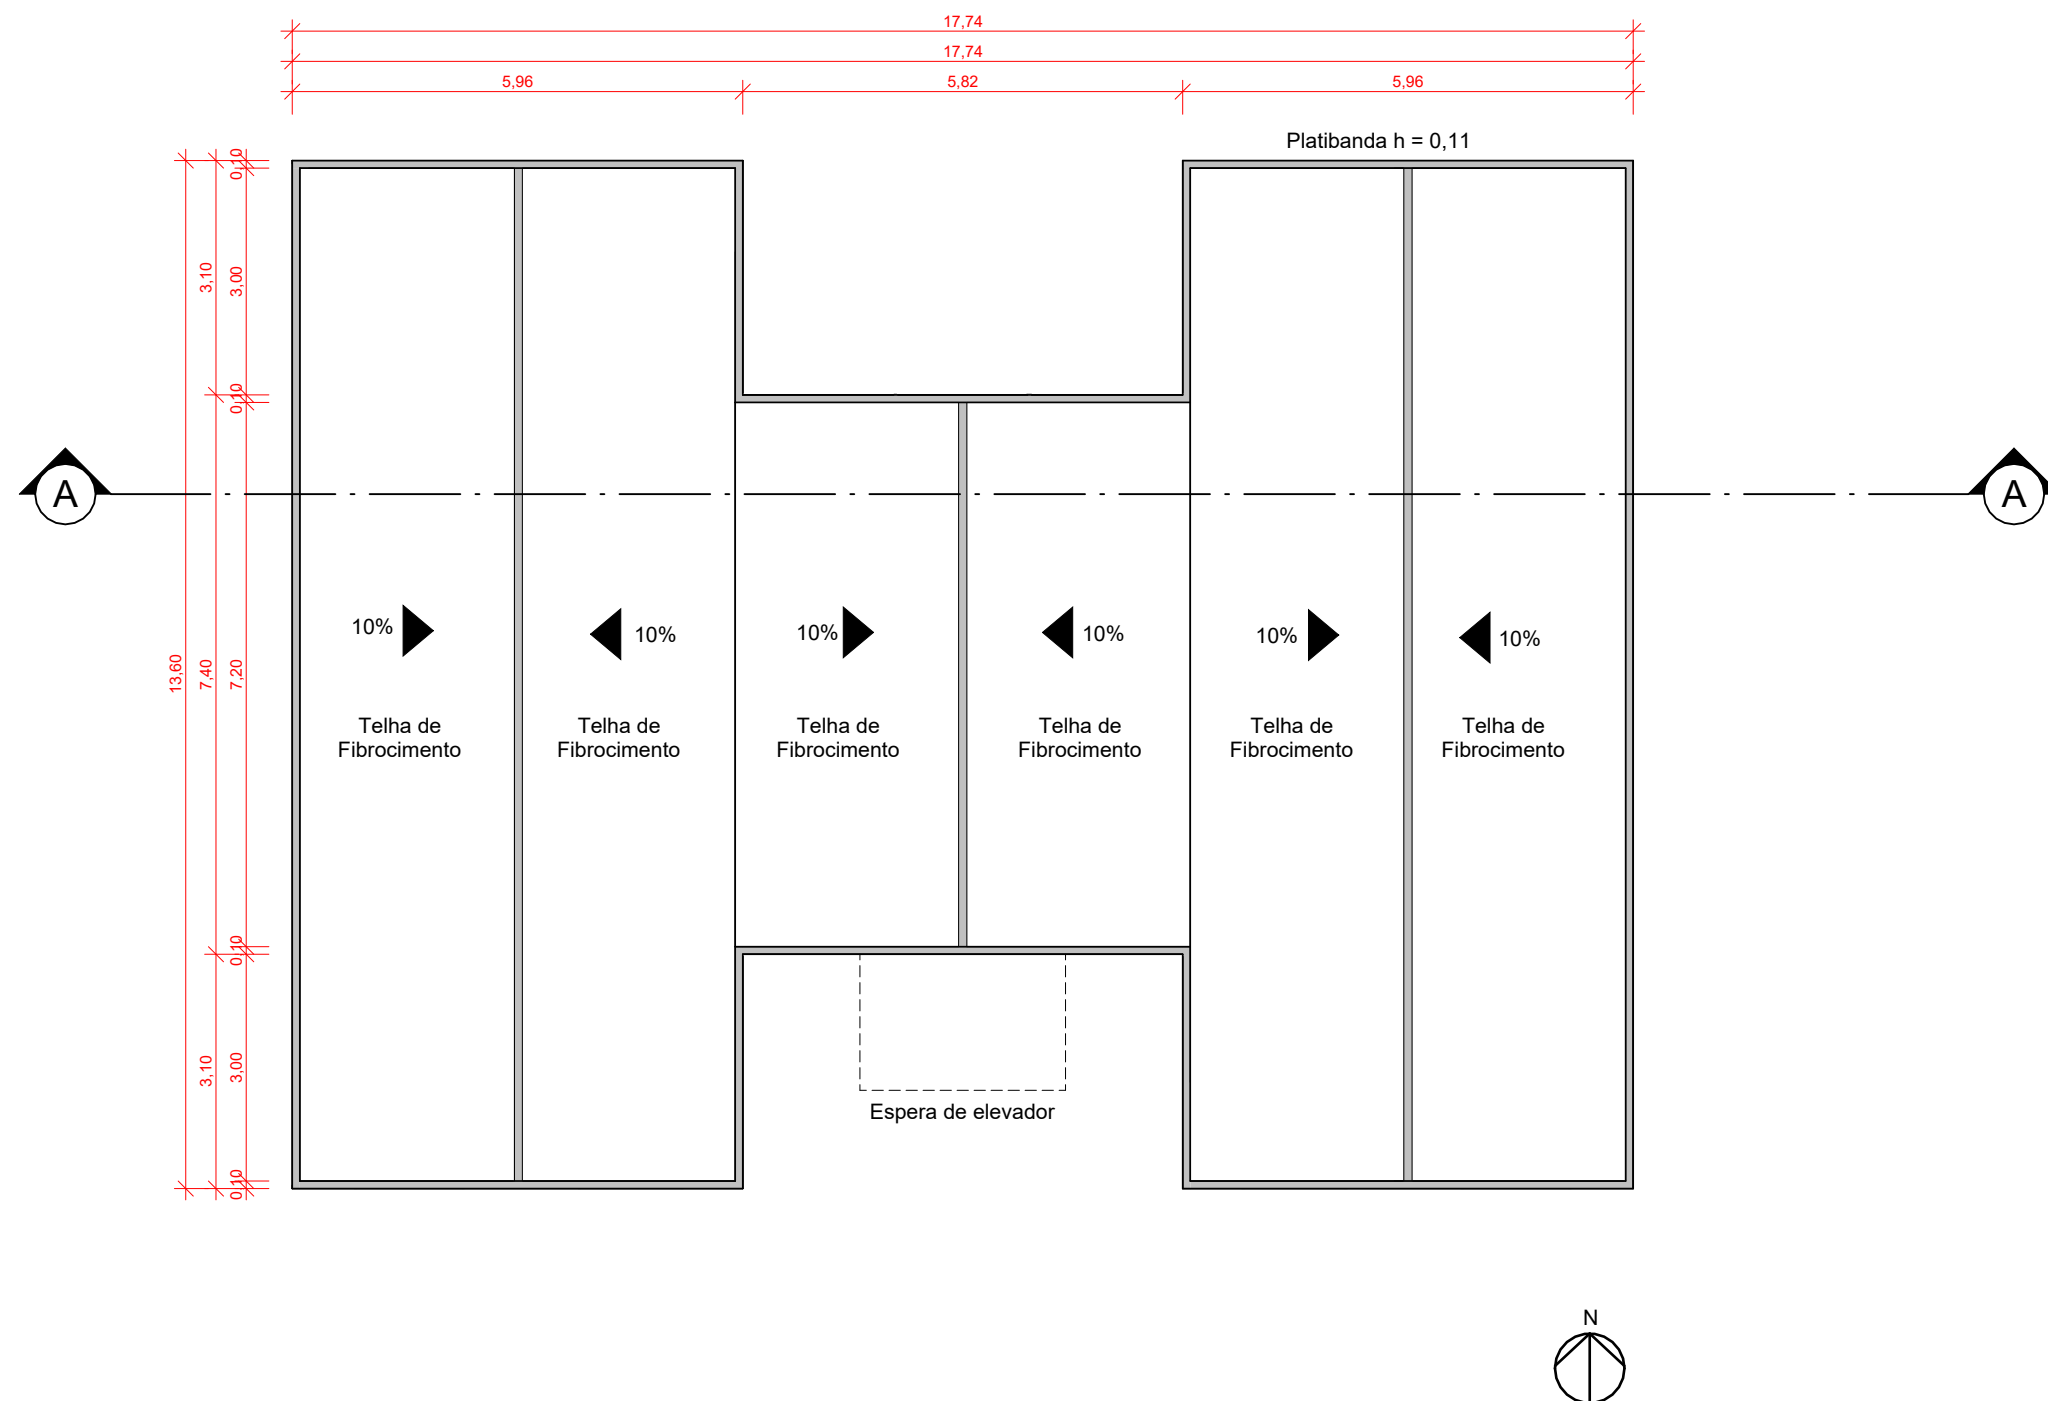 17,74
17,74
5,96 5,82 5,96
Platibanda h = 0,11
0,10
3,10 3,00
0,10
A A
10% 10% 10% 10% 10% 10%
13,60 7,40 7,20
Telha de Telha de Telha de Telha de Telha de Telha de
Fibrocimento Fibrocimento Fibrocimento Fibrocimento Fibrocimento Fibrocimento
0,10
3,10 3,00
Espera de elevador
0,10
N